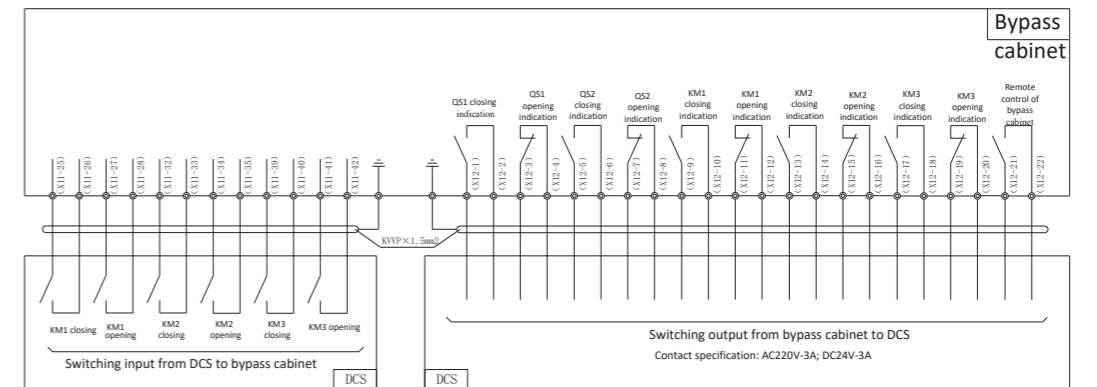 Bypass
cabinet
QS1 closing
indication
QS1
opening
indication
QS2
closing
indication
QS2
opening
indication
KM1
closing
indication
KM1
opening
indication
KM2
closing
indication
KM2
opening
indication
KM3
closing
indication
KM3
opening
indication
Remote
control of
bypass
cabinet
(X11-25)
(X11-26)
(X11-27)
(X11-28)
(X11-32)
(X11-33)
(X11-34)
(X11-35)
(X11-39)
(X11-40)
(X11-41)
(X11-42)
(X12-1)
(X12-2)
(X12-3)
(X12-4)
(X12-5)
(X12-6)
(X12-7)
(X12-8)
(X12-9)
(X12-10)
(X12-11)
(X12-12)
(X12-13)
(X12-14)
(X12-15)
(X12-16)
(X12-17)
(X12-18)
(X12-19)
(X12-20)
(X12-21)
(X12-22)
KVVP×1.5mm2
KM1 closing
KM1
opening
KM2
closing
KM2
opening
KM3
closing
KM3 opening
Switching input from DCS to bypass cabinet
DCS
DCS
Switching output from bypass cabinet to DCS
Contact specification: AC220V-3A; DC24V-3A